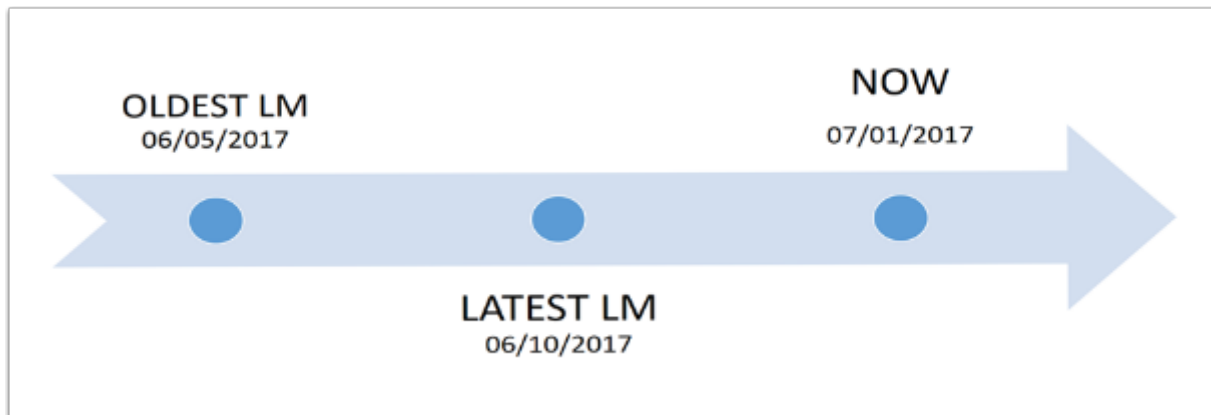 OLDEST LM
06/05/2017
LATEST LM
06/10/2017
NOW
07/01/2017